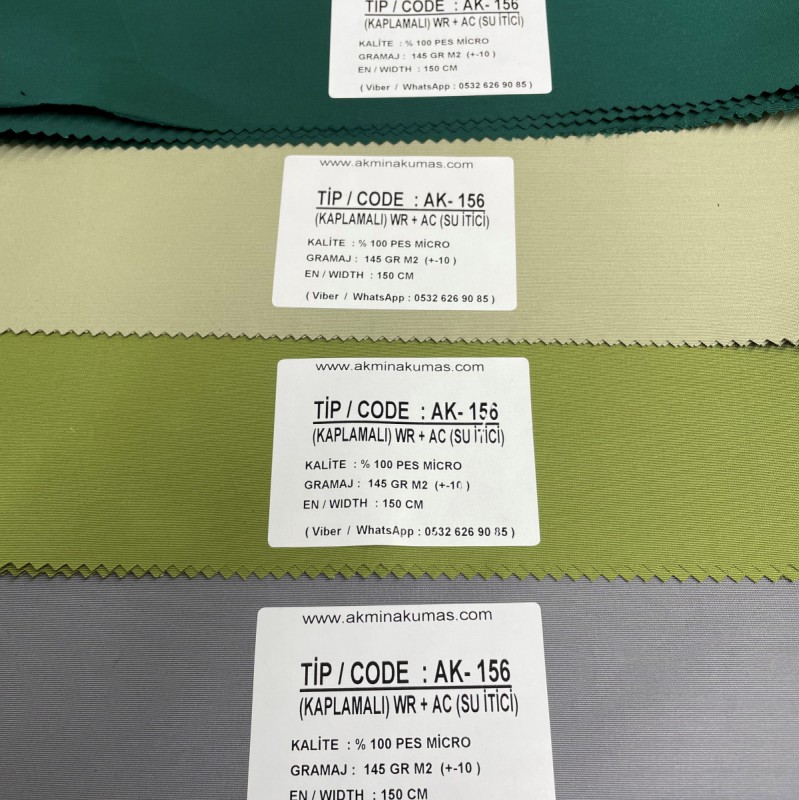 TİP / CODE : AK- 156
(KAPLAMALI) WR + AC (SU İTİCİ)
KALİTE : % 100 PES MİCRO
GRAMAJ : 145 GR M2 (+-10 )
EN / WIDTH : 150 CM
( Viber / WhatsApp : 0532 626 90 85 )
www.akminakumas.com
TİP / CODE : AK- 156
(KAPLAMALI) WR + AC (SU İTİCİ)
KALİTE : % 100 PES MİCRO
GRAMAJ : 145 GR M2 (+-10 )
EN / WIDTH : 150 CM
( Viber / WhatsApp : 0532 626 90 85 )
www.akminakumas.com
TİP / CODE : AK- 156
(KAPLAMALI) WR + AC (SU İTİCİ)
KALİTE : % 100 PES MİCRO
GRAMAJ : 145 GR M2 (+-10 )
EN / WIDTH : 150 CM
( Viber / WhatsApp : 0532 626 90 85 )
www.akminakumas.com
TİP / CODE : AK- 156
(KAPLAMALI) WR + AC (SU İTİCİ)
KALİTE : % 100 PES MİCRO
GRAMAJ : 145 GR M2 (+-10 )
EN / WIDTH : 150 CM